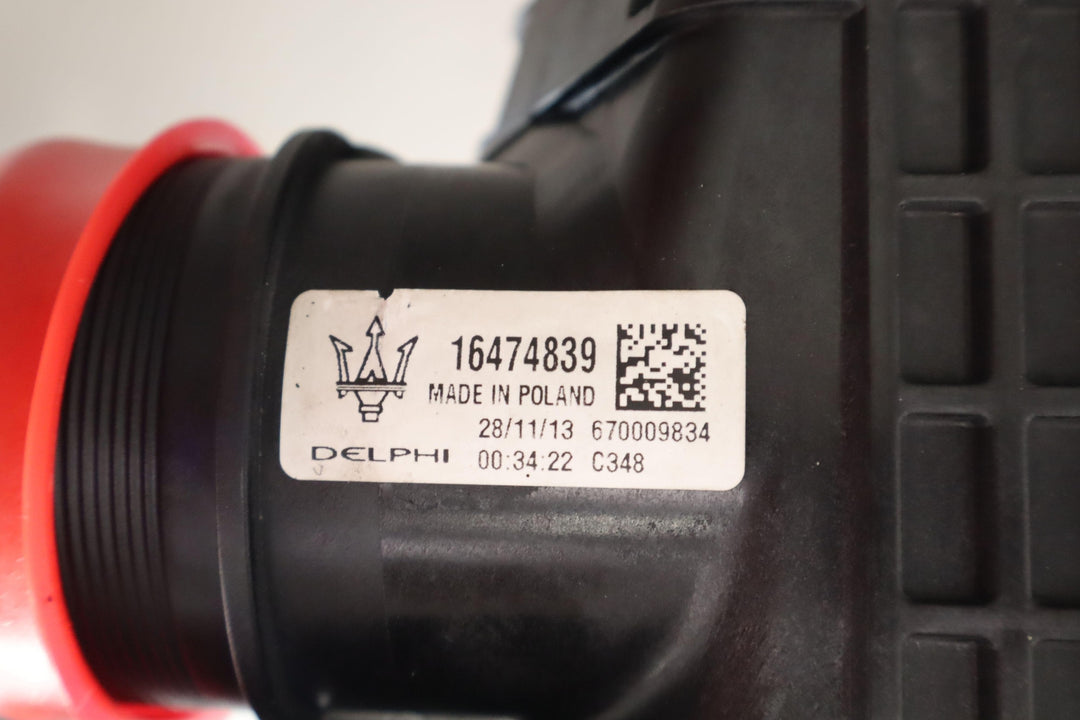 16474839
MADE IN POLAND
28/11/13 670009834
DELPHI 00:34:22 C348